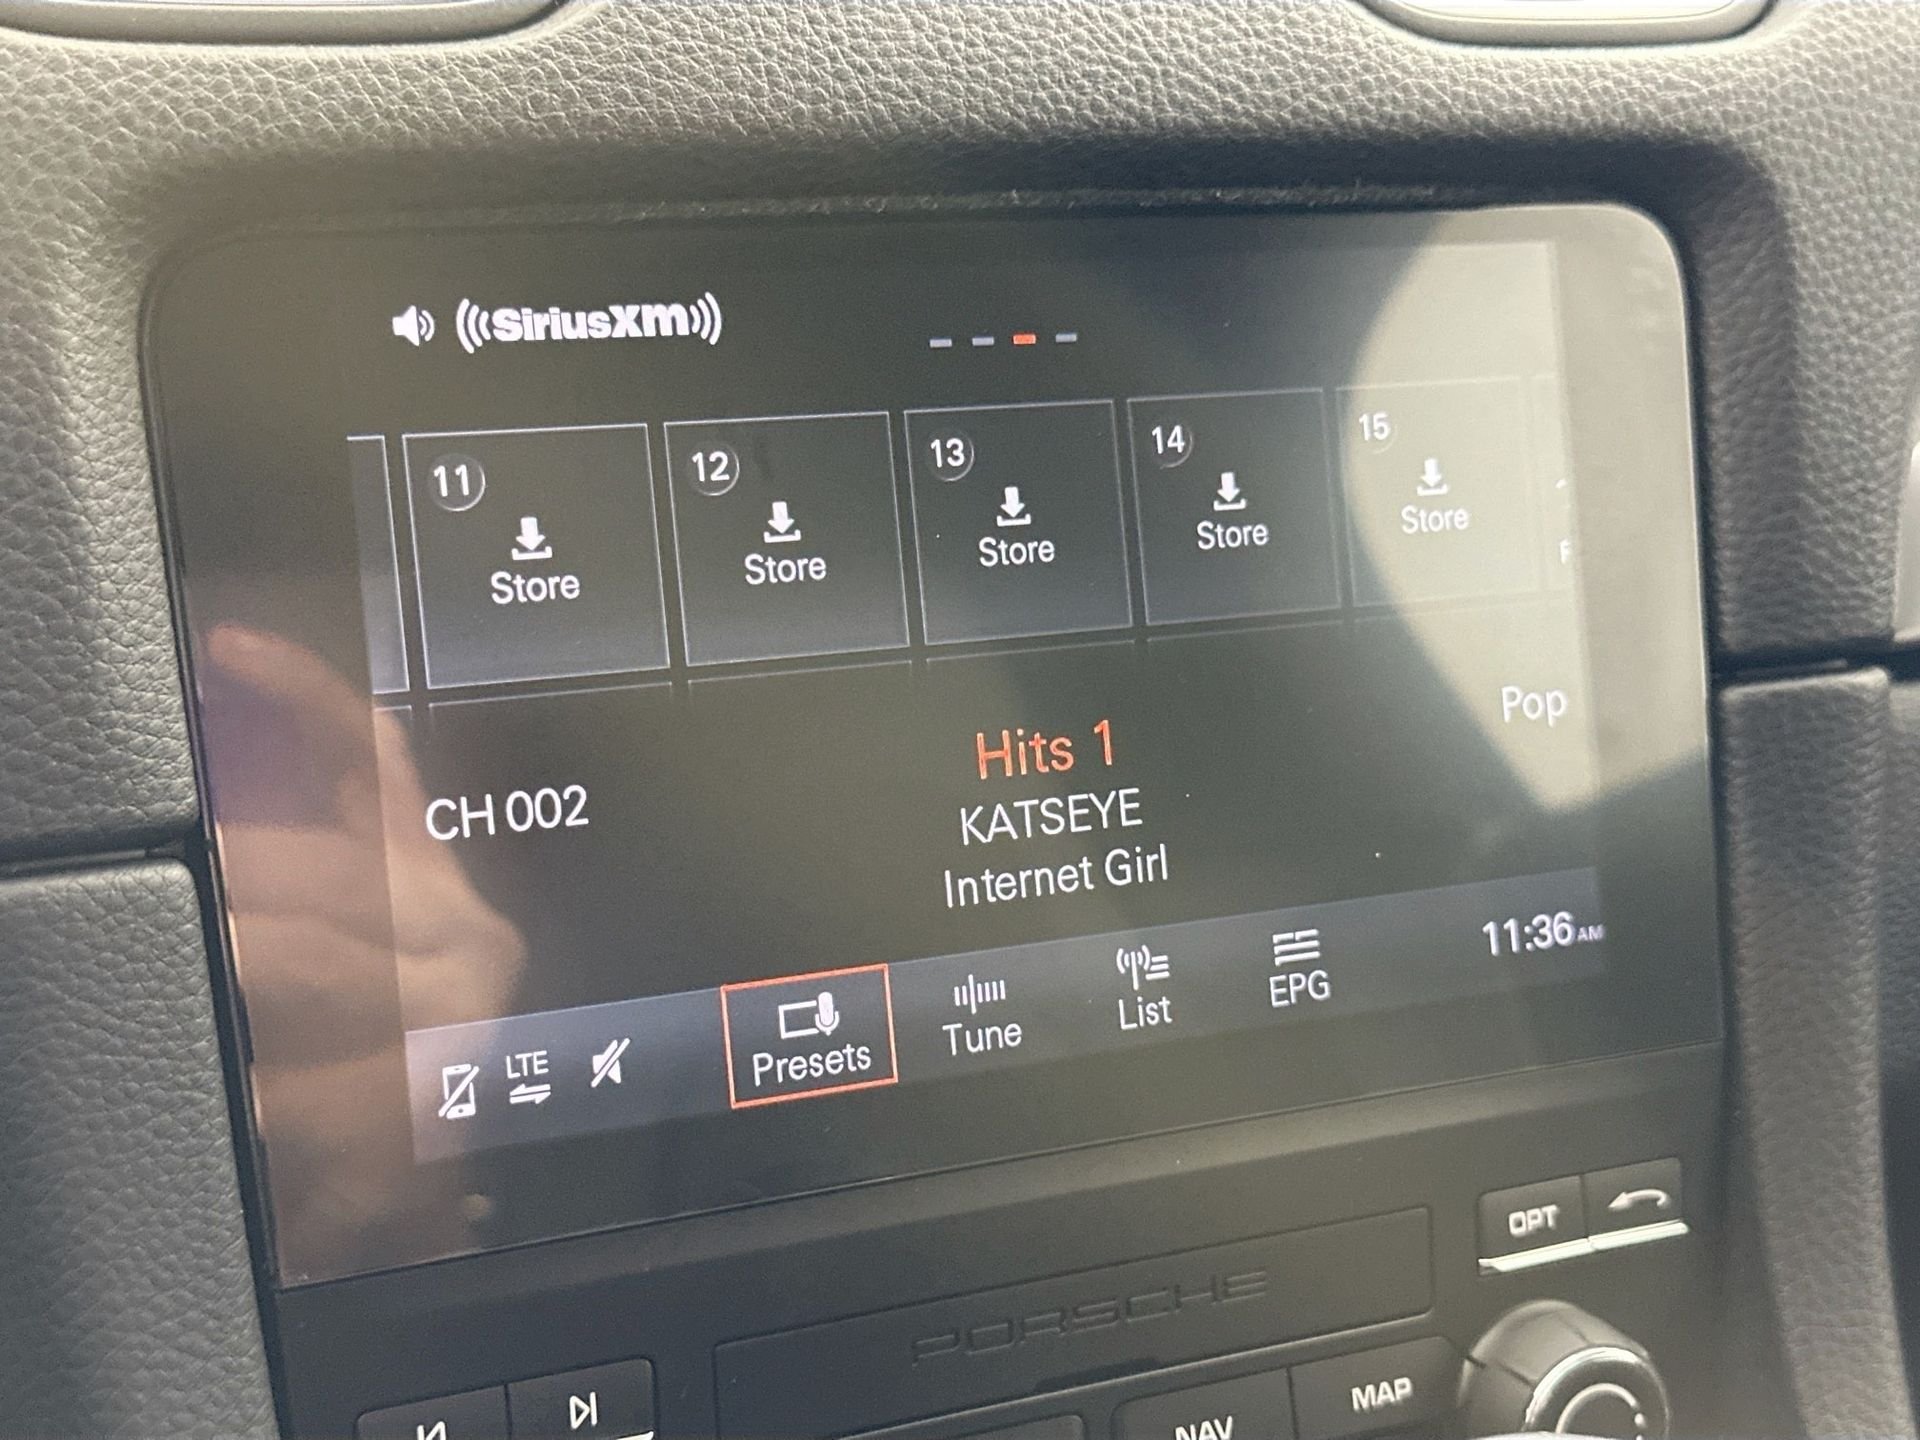 ((SiriusXM))
11
Store
12
Store
13
Store
14
Store
15
Store
Pop
Hits 1
CH 002
KATSEYE
Internet Girl
11:36 AM
LTE
Presets
Tune
List
EPG
OPT
PORSCHE
NAV
MAP